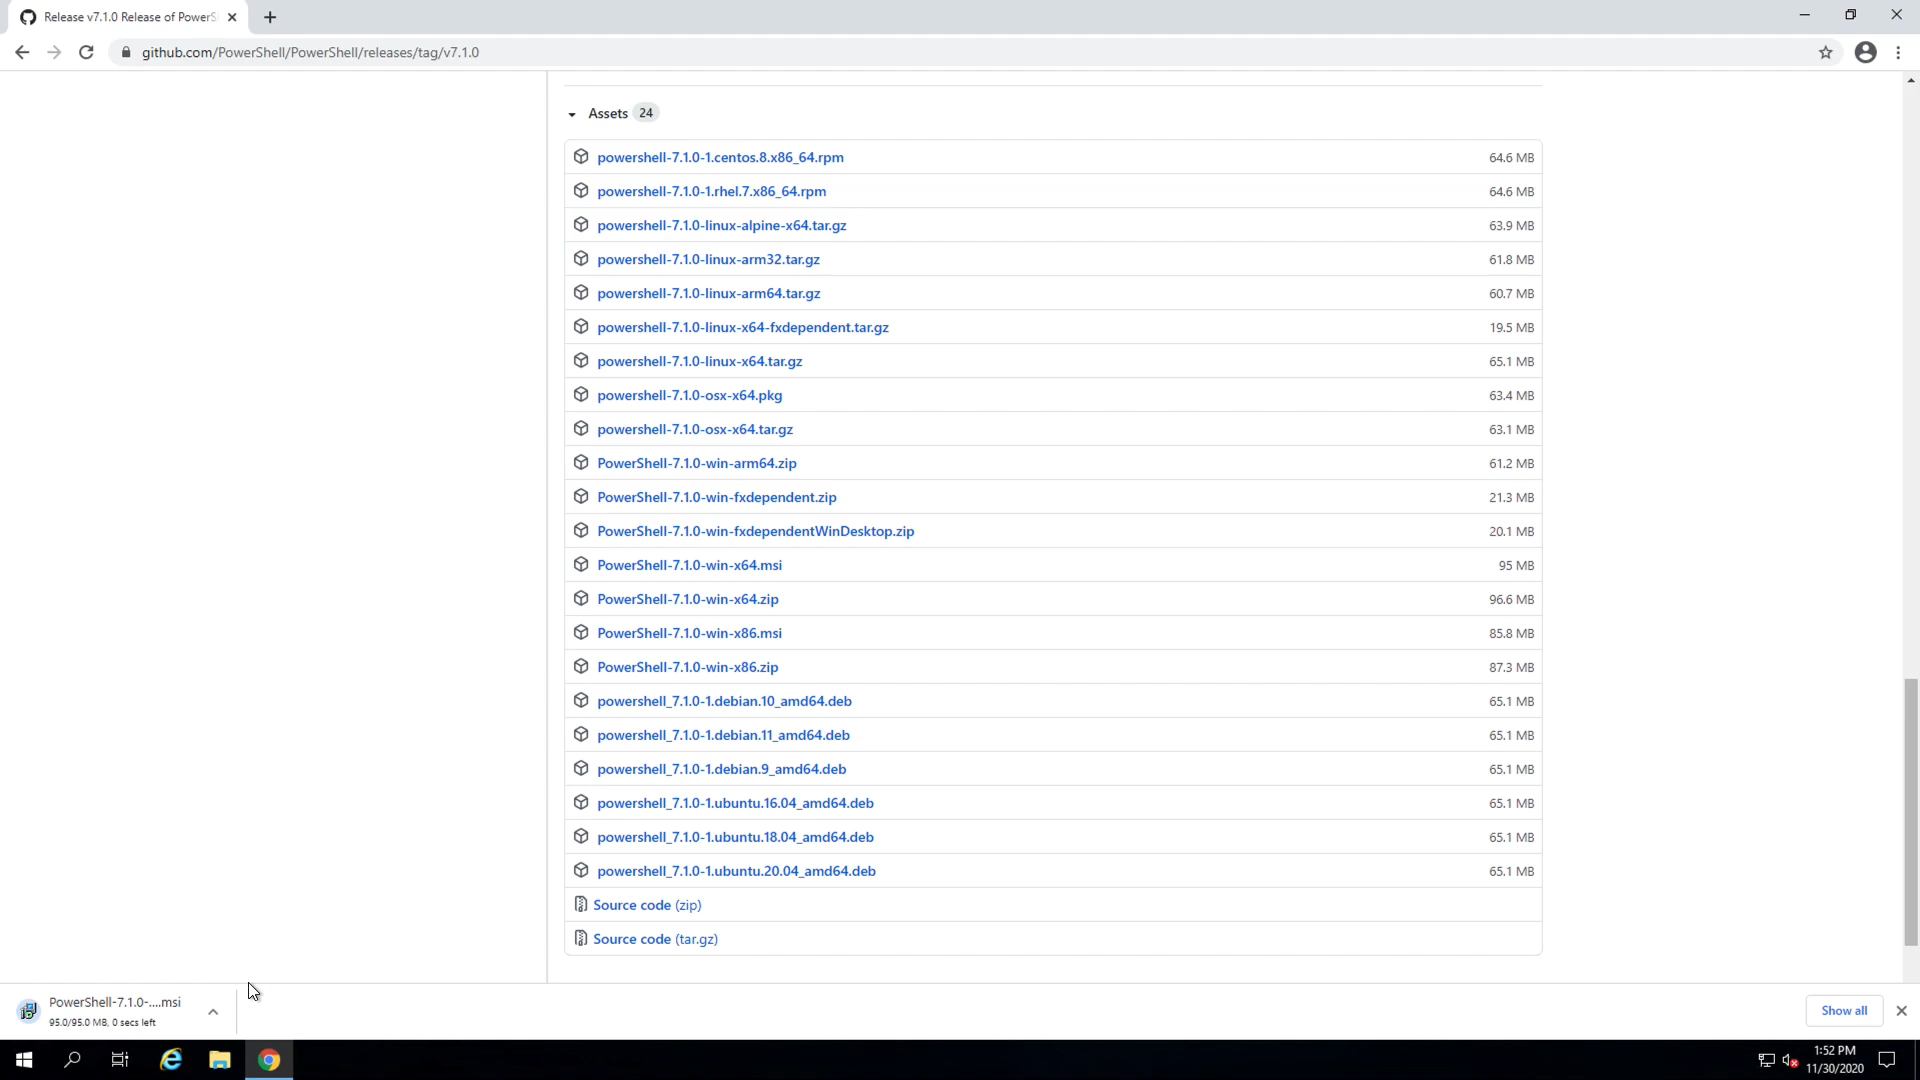 Release v7.1.0 Release of PowerS
github.com/PowerShell/PowerShell/releases/tag/v7.1.0
Assets 24
powershell-7.1.0-1.centos.8.x86_64.rpm 64.6 MB
powershell-7.1.0-1.rhel.7.x86_64.rpm 64.6 MB
powershell-7.1.0-linux-alpine-x64.tar.gz 63.9 MB
powershell-7.1.0-linux-arm32.tar.gz 61.8 MB
powershell-7.1.0-linux-arm64.tar.gz 60.7 MB
powershell-7.1.0-linux-x64-fxdependent.tar.gz 19.5 MB
powershell-7.1.0-linux-x64.tar.gz 65.1 MB
powershell-7.1.0-osx-x64.pkg 63.4 MB
powershell-7.1.0-osx-x64.tar.gz 63.1 MB
PowerShell-7.1.0-win-arm64.zip 61.2 MB
PowerShell-7.1.0-win-fxdependent.zip 21.3 MB
PowerShell-7.1.0-win-fxdependentWinDesktop.zip 20.1 MB
PowerShell-7.1.0-win-x64.msi 95 MB
PowerShell-7.1.0-win-x64.zip 96.6 MB
PowerShell-7.1.0-win-x86.msi 85.8 MB
PowerShell-7.1.0-win-x86.zip 87.3 MB
powershell_7.1.0-1.debian.10_amd64.deb 65.1 MB
powershell_7.1.0-1.debian.11_amd64.deb 65.1 MB
powershell_7.1.0-1.debian.9_amd64.deb 65.1 MB
powershell_7.1.0-1.ubuntu.16.04_amd64.deb 65.1 MB
powershell_7.1.0-1.ubuntu.18.04_amd64.deb 65.1 MB
powershell_7.1.0-1.ubuntu.20.04_amd64.deb 65.1 MB
Source code (zip)
Source code (tar.gz)
PowerShell-7.1.0-....msi
95.0/95.0 MB, 0 secs left
Show all
1:52 PM
11/30/2020